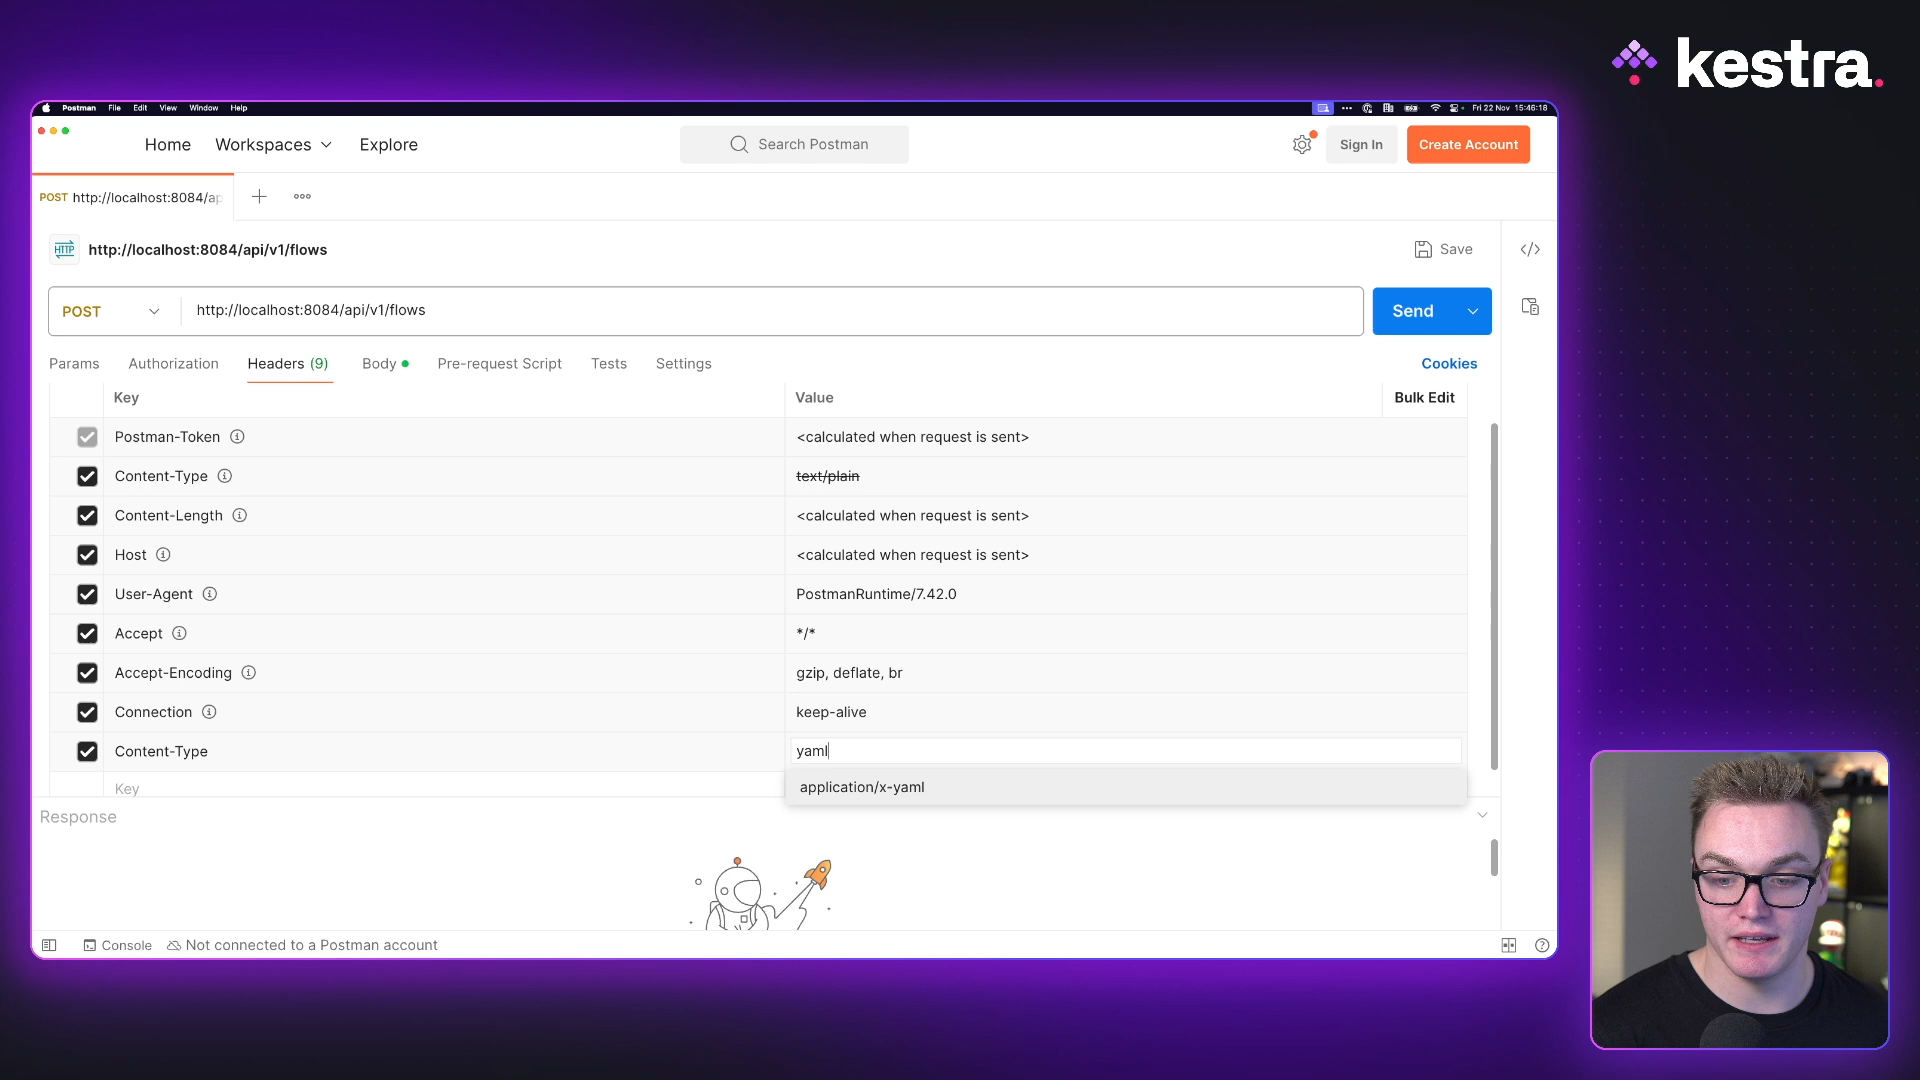 kestra.
Postman File Edit View Window Help
Fri 22 Nov 15:46:18
Home Workspaces Explore
Search Postman
Sign In
Create Account
POST http://localhost:8084/ap
HTTP http://localhost:8084/api/v1/flows
Save
POST http://localhost:8084/api/v1/flows
Send
Params Authorization Headers (9) Body Pre-request Script Tests Settings
Cookies
Key Value Bulk Edit
Postman-Token <calculated when request is sent>
Content-Type text/plain
Content-Length <calculated when request is sent>
Host <calculated when request is sent>
User-Agent PostmanRuntime/7.42.0
Accept */*
Accept-Encoding gzip, deflate, br
Connection keep-alive
Content-Type yaml
Key application/x-yaml
Response
Console Not connected to a Postman account